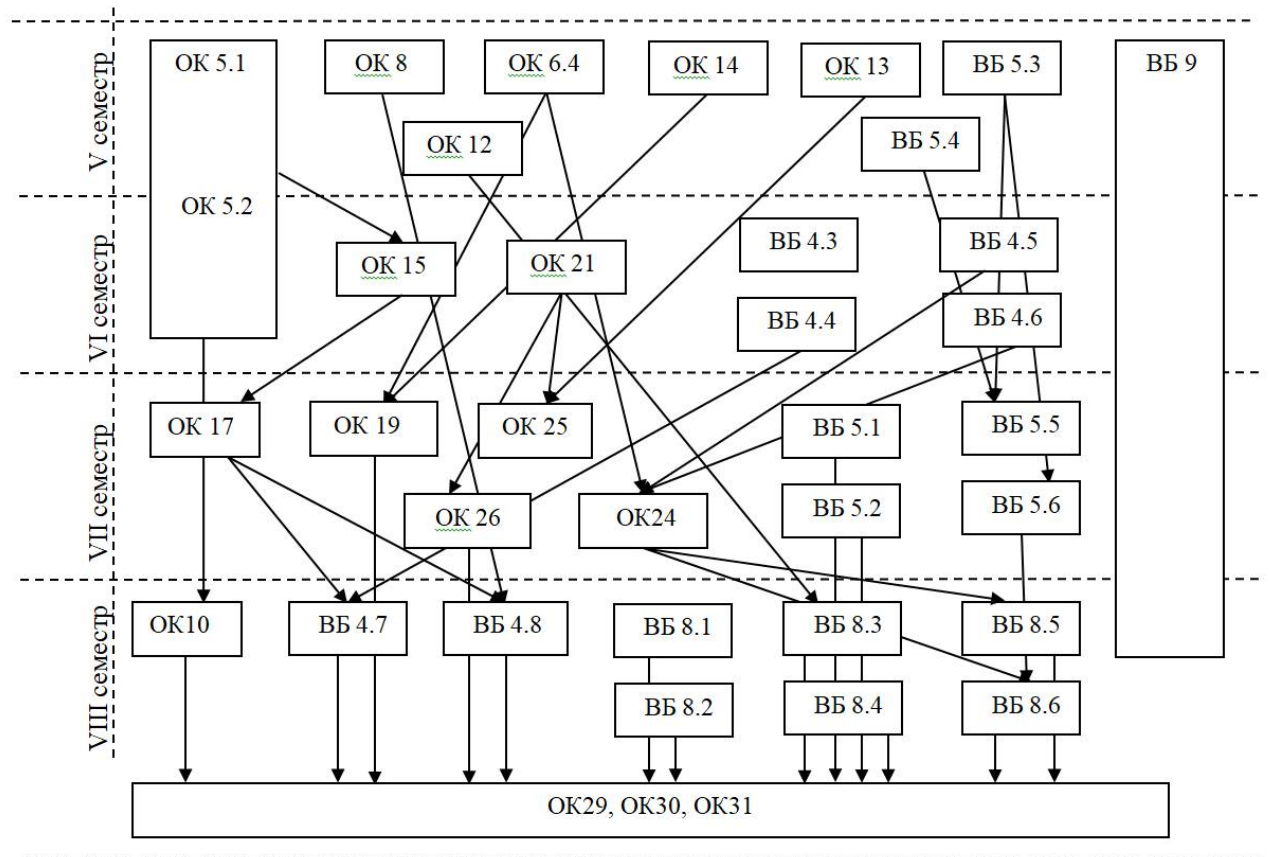 V семестр
ОК 5.1
ОК 8
ОК 6.4
ОК 14
ОК 13
ВБ 5.3
ВБ 9
ОК 12
ВБ 5.4
ОК 5.2
VI семестр
ОК 15
ОК 21
ВБ 4.3
ВБ 4.5
ВБ 4.4
ВБ 4.6
VII семестр
ОК 17
ОК 19
ОК 25
ВБ 5.1
ВБ 5.5
ОК 26
ОК24
ВБ 5.2
ВБ 5.6
VIII семестр
ОК10
ВБ 4.7
ВБ 4.8
ВБ 8.1
ВБ 8.3
ВБ 8.5
ВБ 8.2
ВБ 8.4
ВБ 8.6
ОК29, ОК30, ОК31